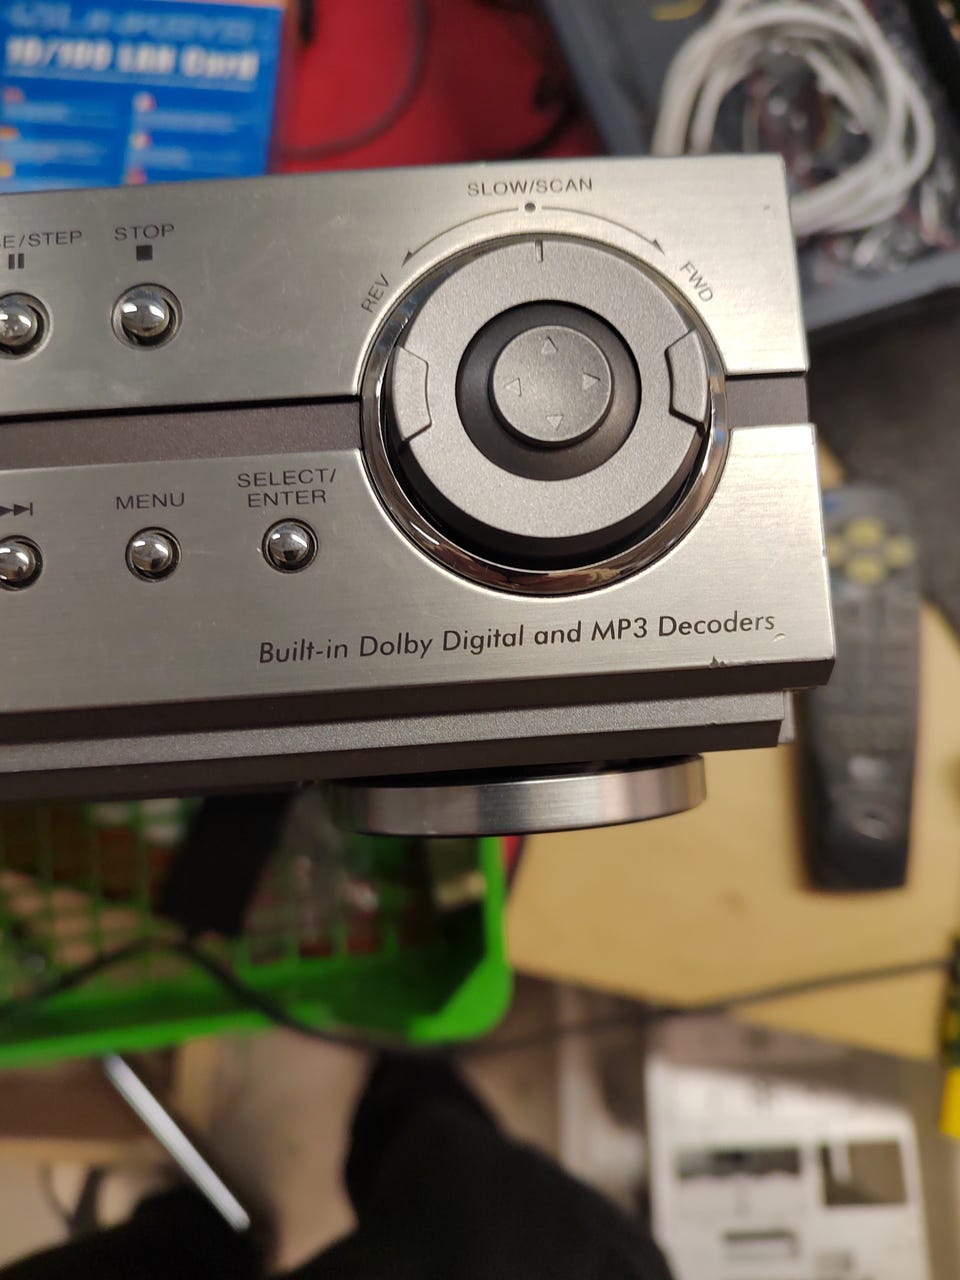 10/100 LAN Card
SLOW/SCAN
REV
FWD
E/STEP
STOP
MENU
SELECT/
ENTER
Built-in Dolby Digital and MP3 Decoders